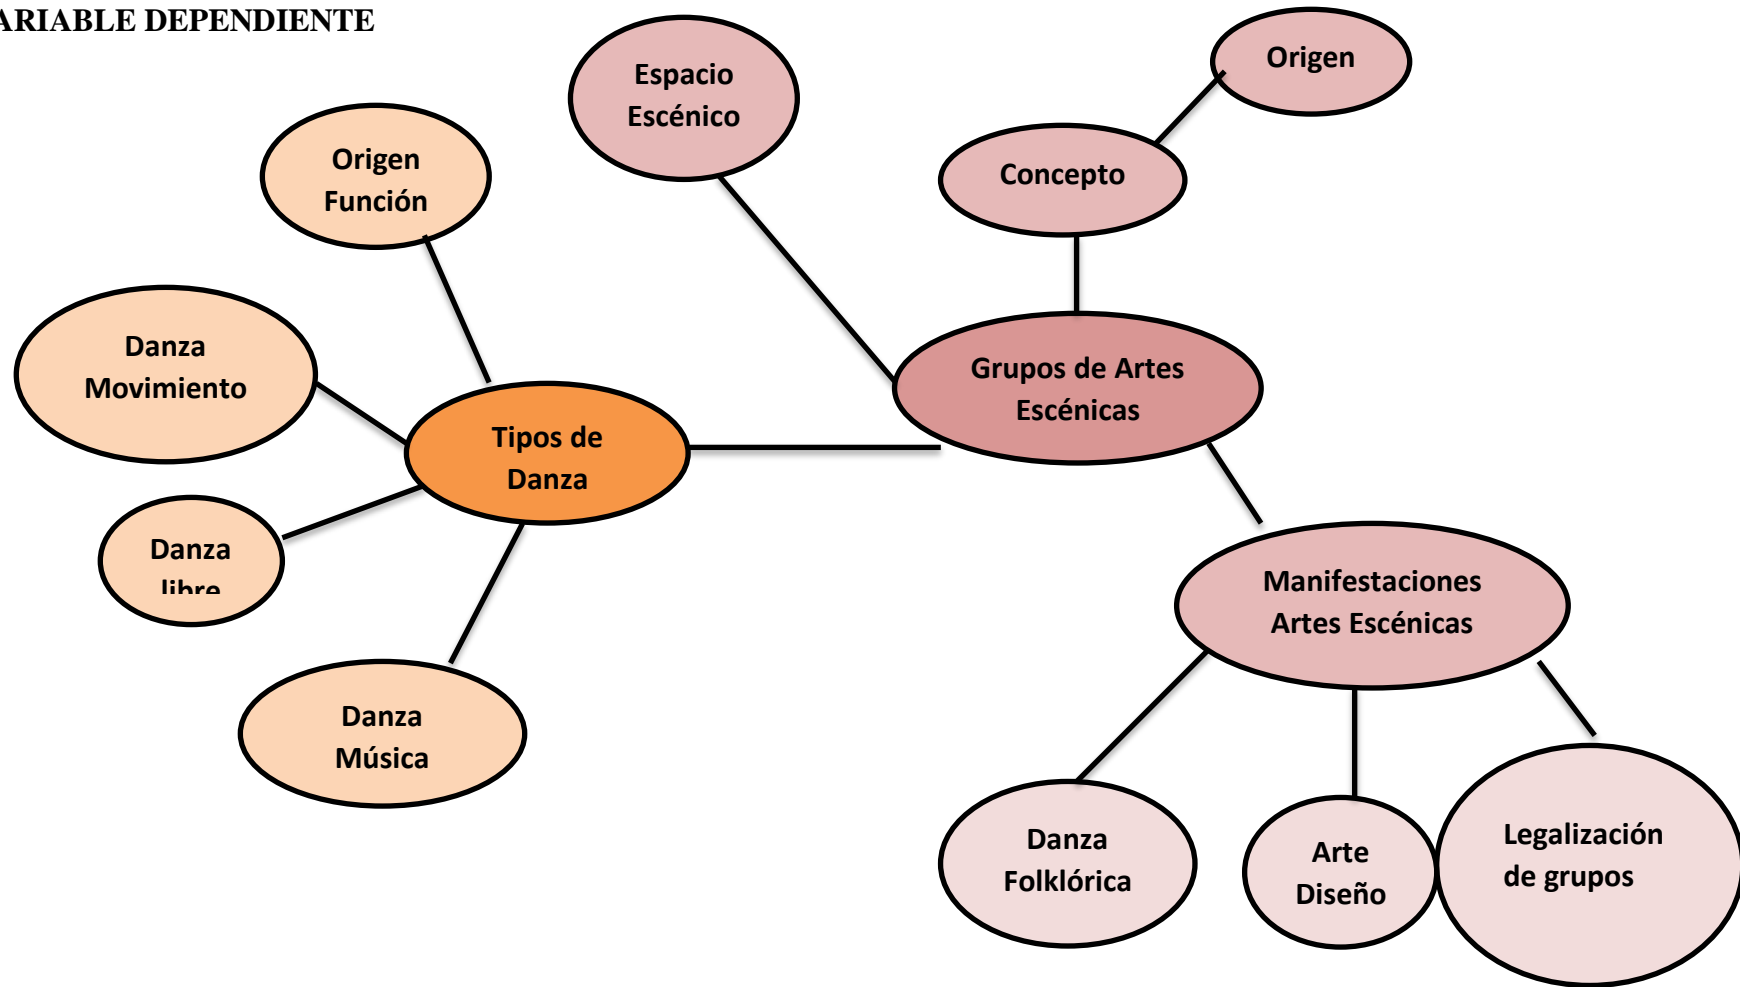 ARIABLE DEPENDIENTE
Espacio
Escénico
Origen
Origen
Función
Concepto
Danza
Movimiento
Grupos de Artes
Escénicas
Tipos de
Danza
Danza
libre
Manifestaciones
Artes Escénicas
Danza
Música
Danza
Folklórica
Arte
Diseño
Legalización
de grupos